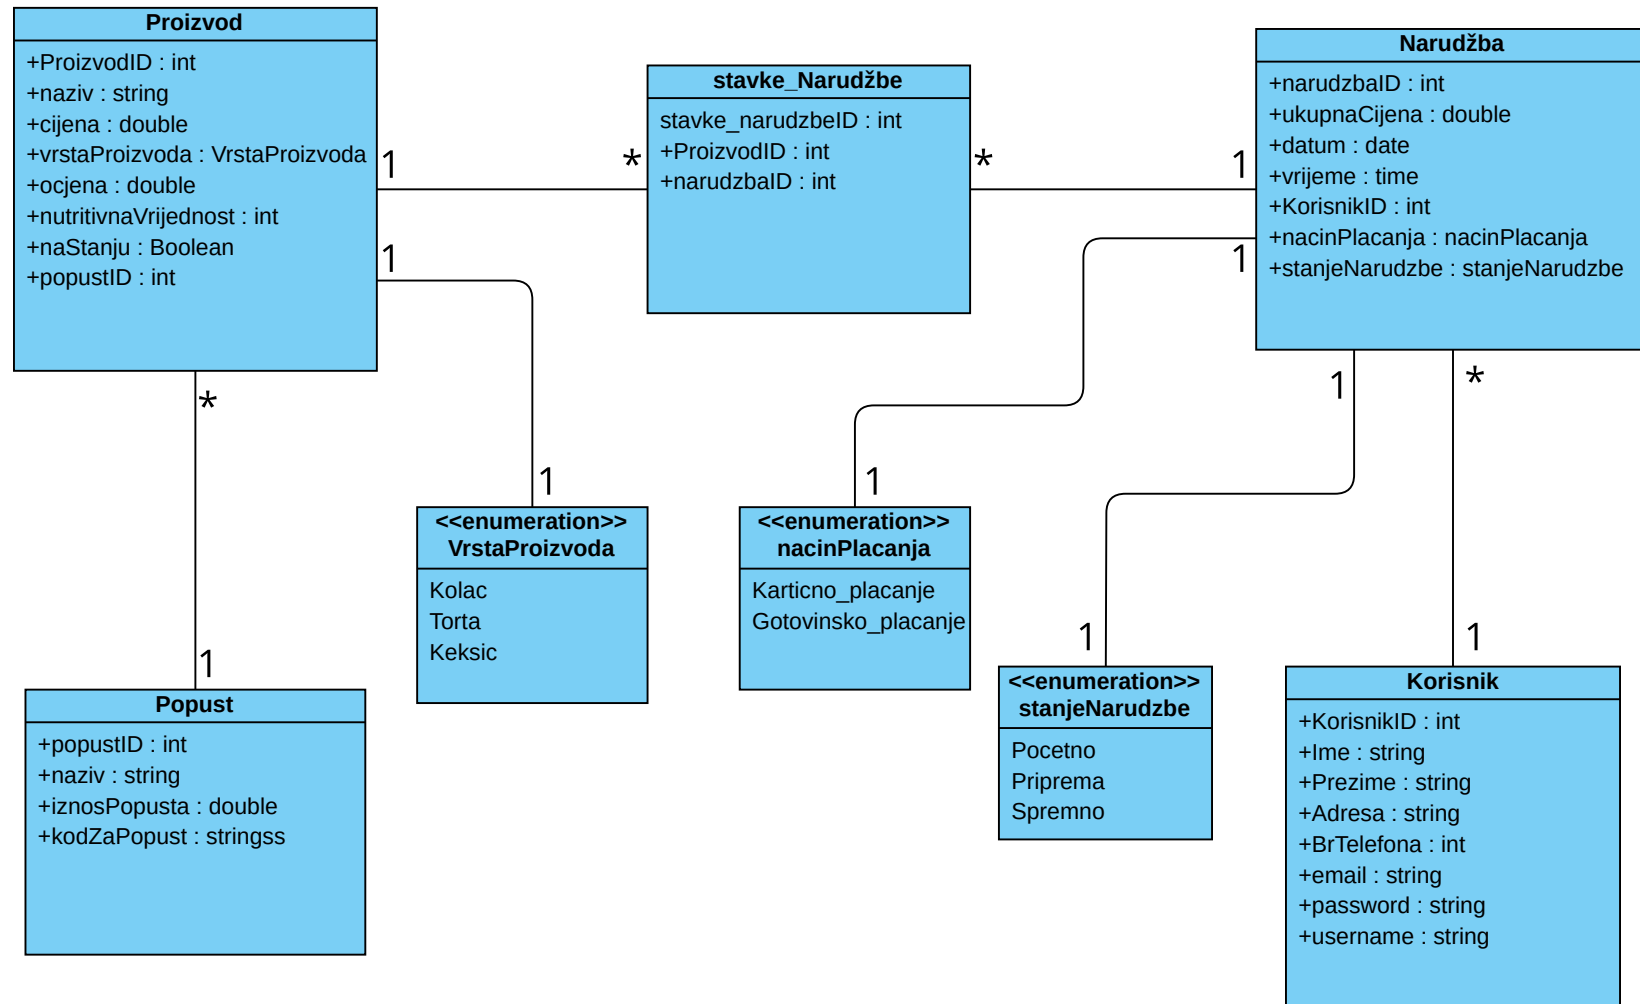 Proizvod
+ProizvodID : int
+naziv : string
+cijena : double
+vrstaProizvoda : VrstaProizvoda
+ocjena : double
+nutritivnaVrijednost : int
+naStanju : Boolean
+popustID : int
1
*
1
*
1
stavke_Narudžbe
stavke_narudzbeID : int
+ProizvodID : int
+narudzbaID : int
*
1
1
1
*
Narudžba
+narudzbaID : int
+ukupnaCijena : double
+datum : date
+vrijeme : time
+KorisnikID : int
+nacinPlacanja : nacinPlacanja
+stanjeNarudzbe : stanjeNarudzbe
1
<<enumeration>>
VrstaProizvoda
Kolac
Torta
Keksic
1
<<enumeration>>
nacinPlacanja
Karticno_placanje
Gotovinsko_placanje
1
<<enumeration>>
stanjeNarudzbe
Pocetno
Priprema
Spremno
Popust
+popustID : int
+naziv : string
+iznosPopusta : double
+kodZaPopust : stringss
1
Korisnik
+KorisnikID : int
+Ime : string
+Prezime : string
+Adresa : string
+BrTelefona : int
+email : string
+password : string
+username : string